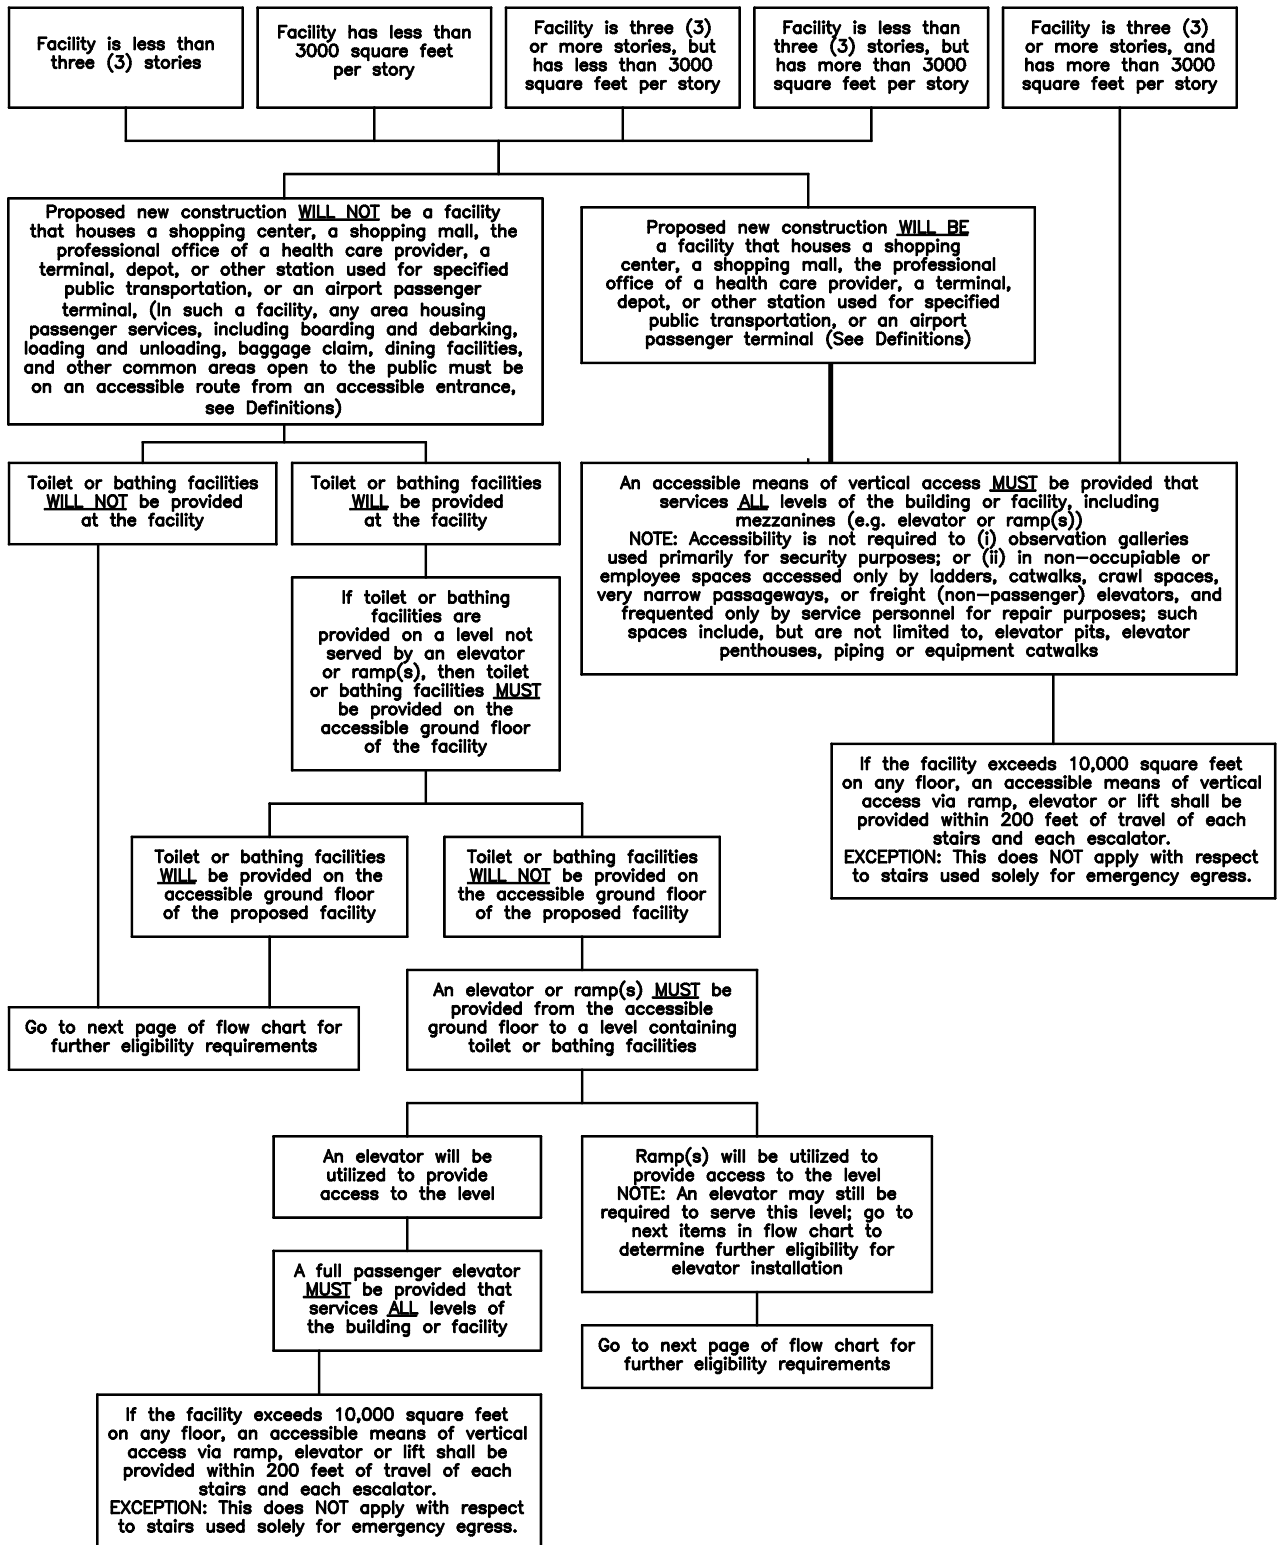 Facility is less than
three (3) stories
Facility has less than
3000 square feet
per story
Facility is three (3)
or more stories, but
has less than 3000
square feet per story
Facility is less than
three (3) stories, but
has more than 3000
square feet per story
Facility is three (3)
or more stories, and
has more than 3000
square feet per story
Proposed new construction WILL NOT be a facility
that houses a shopping center, a shopping mall, the
professional office of a health care provider, a
terminal, depot, or other station used for specified
public transportation, or an airport passenger
terminal, (In such a facility, any area housing
passenger services, including boarding and debarking,
loading and unloading, baggage claim, dining facilities,
and other common areas open to the public must be
on an accessible route from an accessible entrance,
see Definitions)
Proposed new construction WILL BE
a facility that houses a shopping
center, a shopping mall, the professional
office of a health care provider, a terminal,
depot, or other station used for specified
public transportation, or an airport
passenger terminal (See Definitions)
Toilet or bathing facilities
WILL NOT be provided
at the facility
Toilet or bathing facilities
WILL be provided
at the facility
An accessible means of vertical access MUST be provided that
services ALL levels of the building or facility, including
mezzanines (e.g. elevator or ramp(s))
NOTE: Accessibility is not required to (i) observation galleries
used primarily for security purposes; or (ii) in non-occupiable or
employee spaces accessed only by ladders, catwalks, crawl spaces,
very narrow passageways, or freight (non-passenger) elevators, and
frequented only by service personnel for repair purposes; such
spaces include, but are not limited to, elevator pits, elevator
penthouses, piping or equipment catwalks
If toilet or bathing
facilities are
provided on a level not
served by an elevator
or ramp(s), then toilet
or bathing facilities MUST
be provided on the
accessible ground floor
of the facility
If the facility exceeds 10,000 square feet
on any floor, an accessible means of vertical
access via ramp, elevator or lift shall be
provided within 200 feet of travel of each
stairs and each escalator.
EXCEPTION: This does NOT apply with respect
to stairs used solely for emergency egress.
Toilet or bathing facilities
WILL be provided on the
accessible ground floor
of the proposed facility
Toilet or bathing facilities
WILL NOT be provided on
the accessible ground floor
of the proposed facility
An elevator or ramp(s) MUST be
provided from the accessible
ground floor to a level containing
toilet or bathing facilities
Go to next page of flow chart for
further eligibility requirements
An elevator will be
utilized to provide
access to the level
Ramp(s) will be utilized to
provide access to the level
NOTE: An elevator may still be
required to serve this level; go to
next items in flow chart to
determine further eligibility for
elevator installation
A full passenger elevator
MUST be provided that
services ALL levels of
the building or facility
Go to next page of flow chart for
further eligibility requirements
If the facility exceeds 10,000 square feet
on any floor, an accessible means of vertical
access via ramp, elevator or lift shall be
provided within 200 feet of travel of each
stairs and each escalator.
EXCEPTION: This does NOT apply with respect
to stairs used solely for emergency egress.